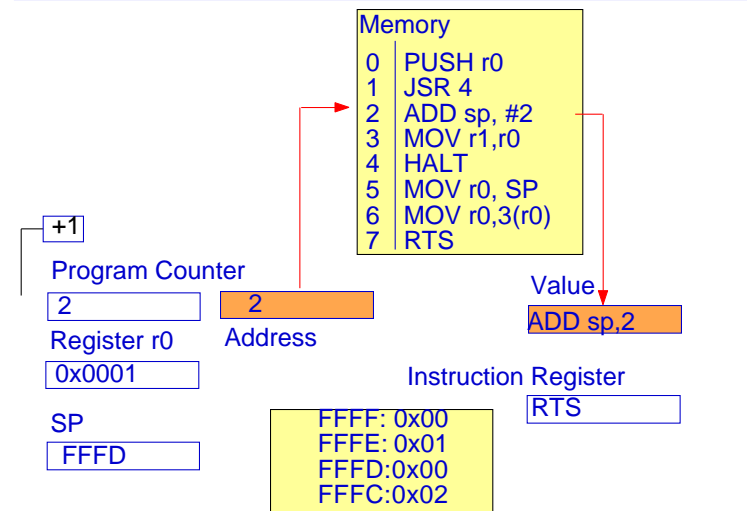 Memory
0 PUSH r0
1 JSR 4
2 ADD sp, #2
3 MOV r1,r0
4 HALT
5 MOV r0, SP
6 MOV r0,3(r0)
7 RTS
+1
Program Counter
2
2
Address
Value
ADD sp,2
Register r0
0x0001
Instruction Register
RTS
SP
FFFD
FFFF: 0x00
FFFE: 0x01
FFFD:0x00
FFFC:0x02